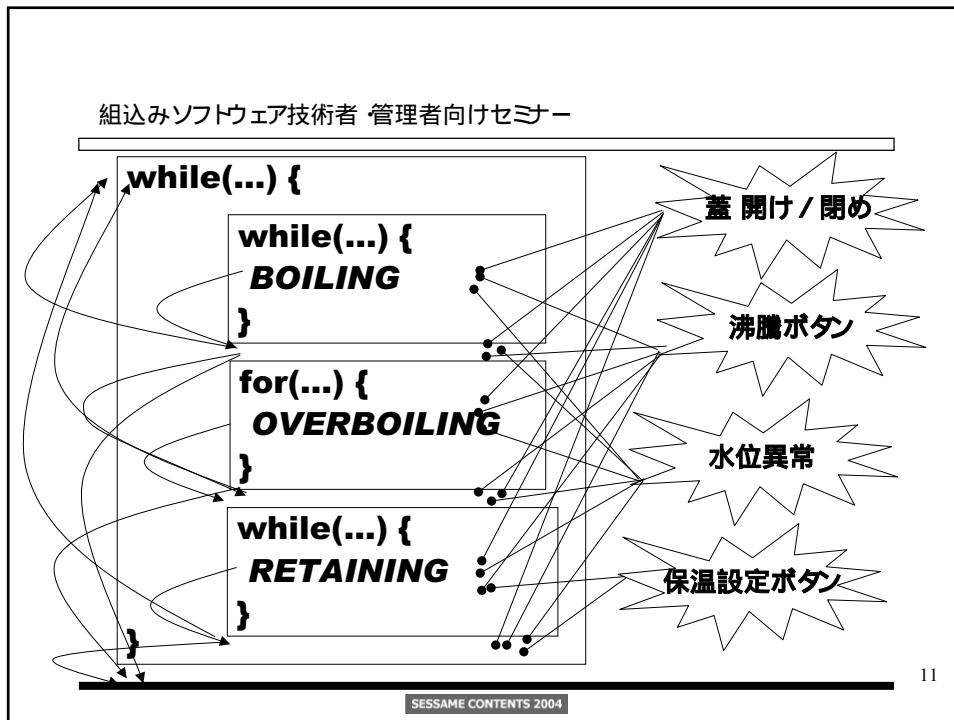 組込みソフトウェア技術者・管理者向けセミナー
while(...) {
while(...) {
BOILING
}
for(...) {
OVERBOILING
}
while(...) {
RETAINING
}
}
蓋 開け / 閉め
沸騰ボタン
水位異常
保温設定ボタン
11
SESSAME CONTENTS 2004